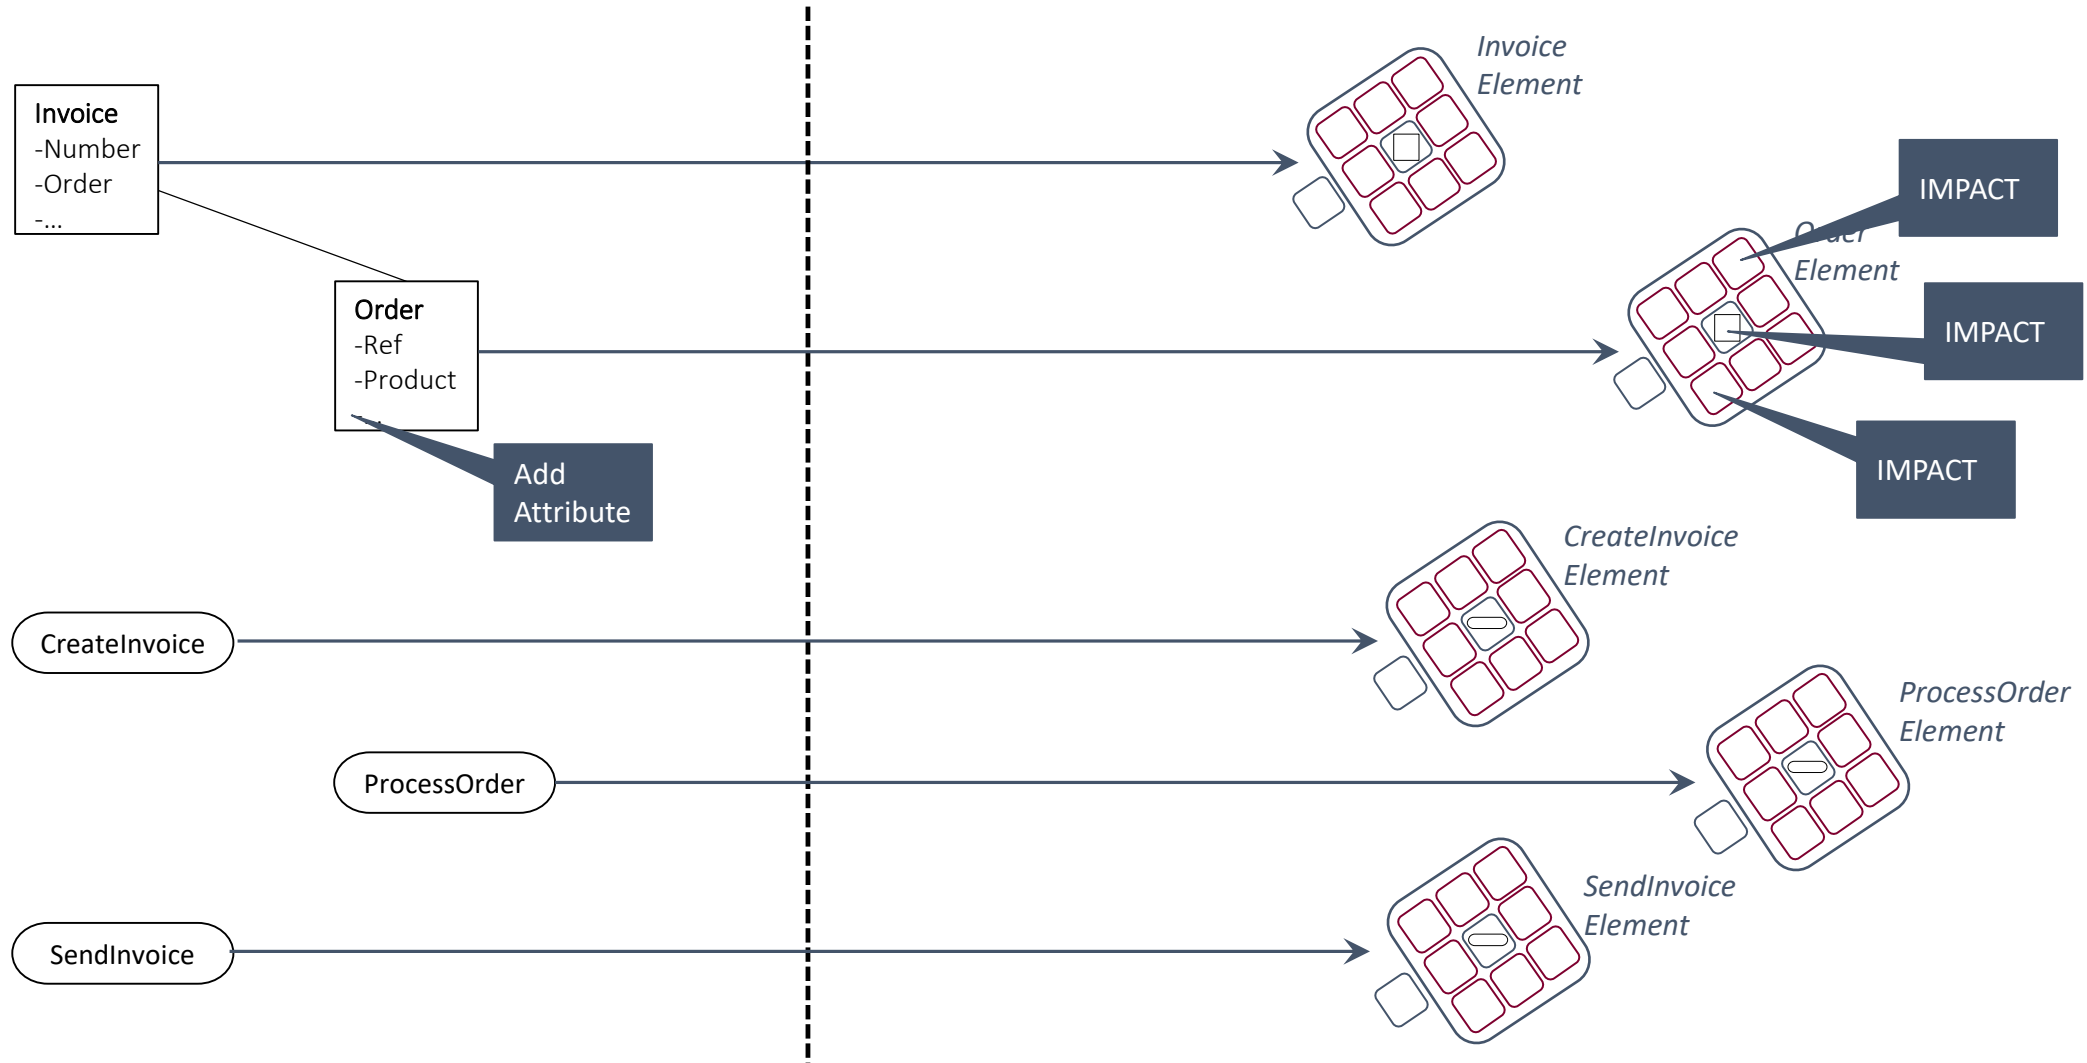 Invoice
-Number
-Order
-...
Order
-Ref
-Product
Add
Attribute
CreateInvoice
ProcessOrder
SendInvoice
Invoice
Element
Order
Element
IMPACT
IMPACT
IMPACT
CreateInvoice
Element
ProcessOrder
Element
SendInvoice
Element